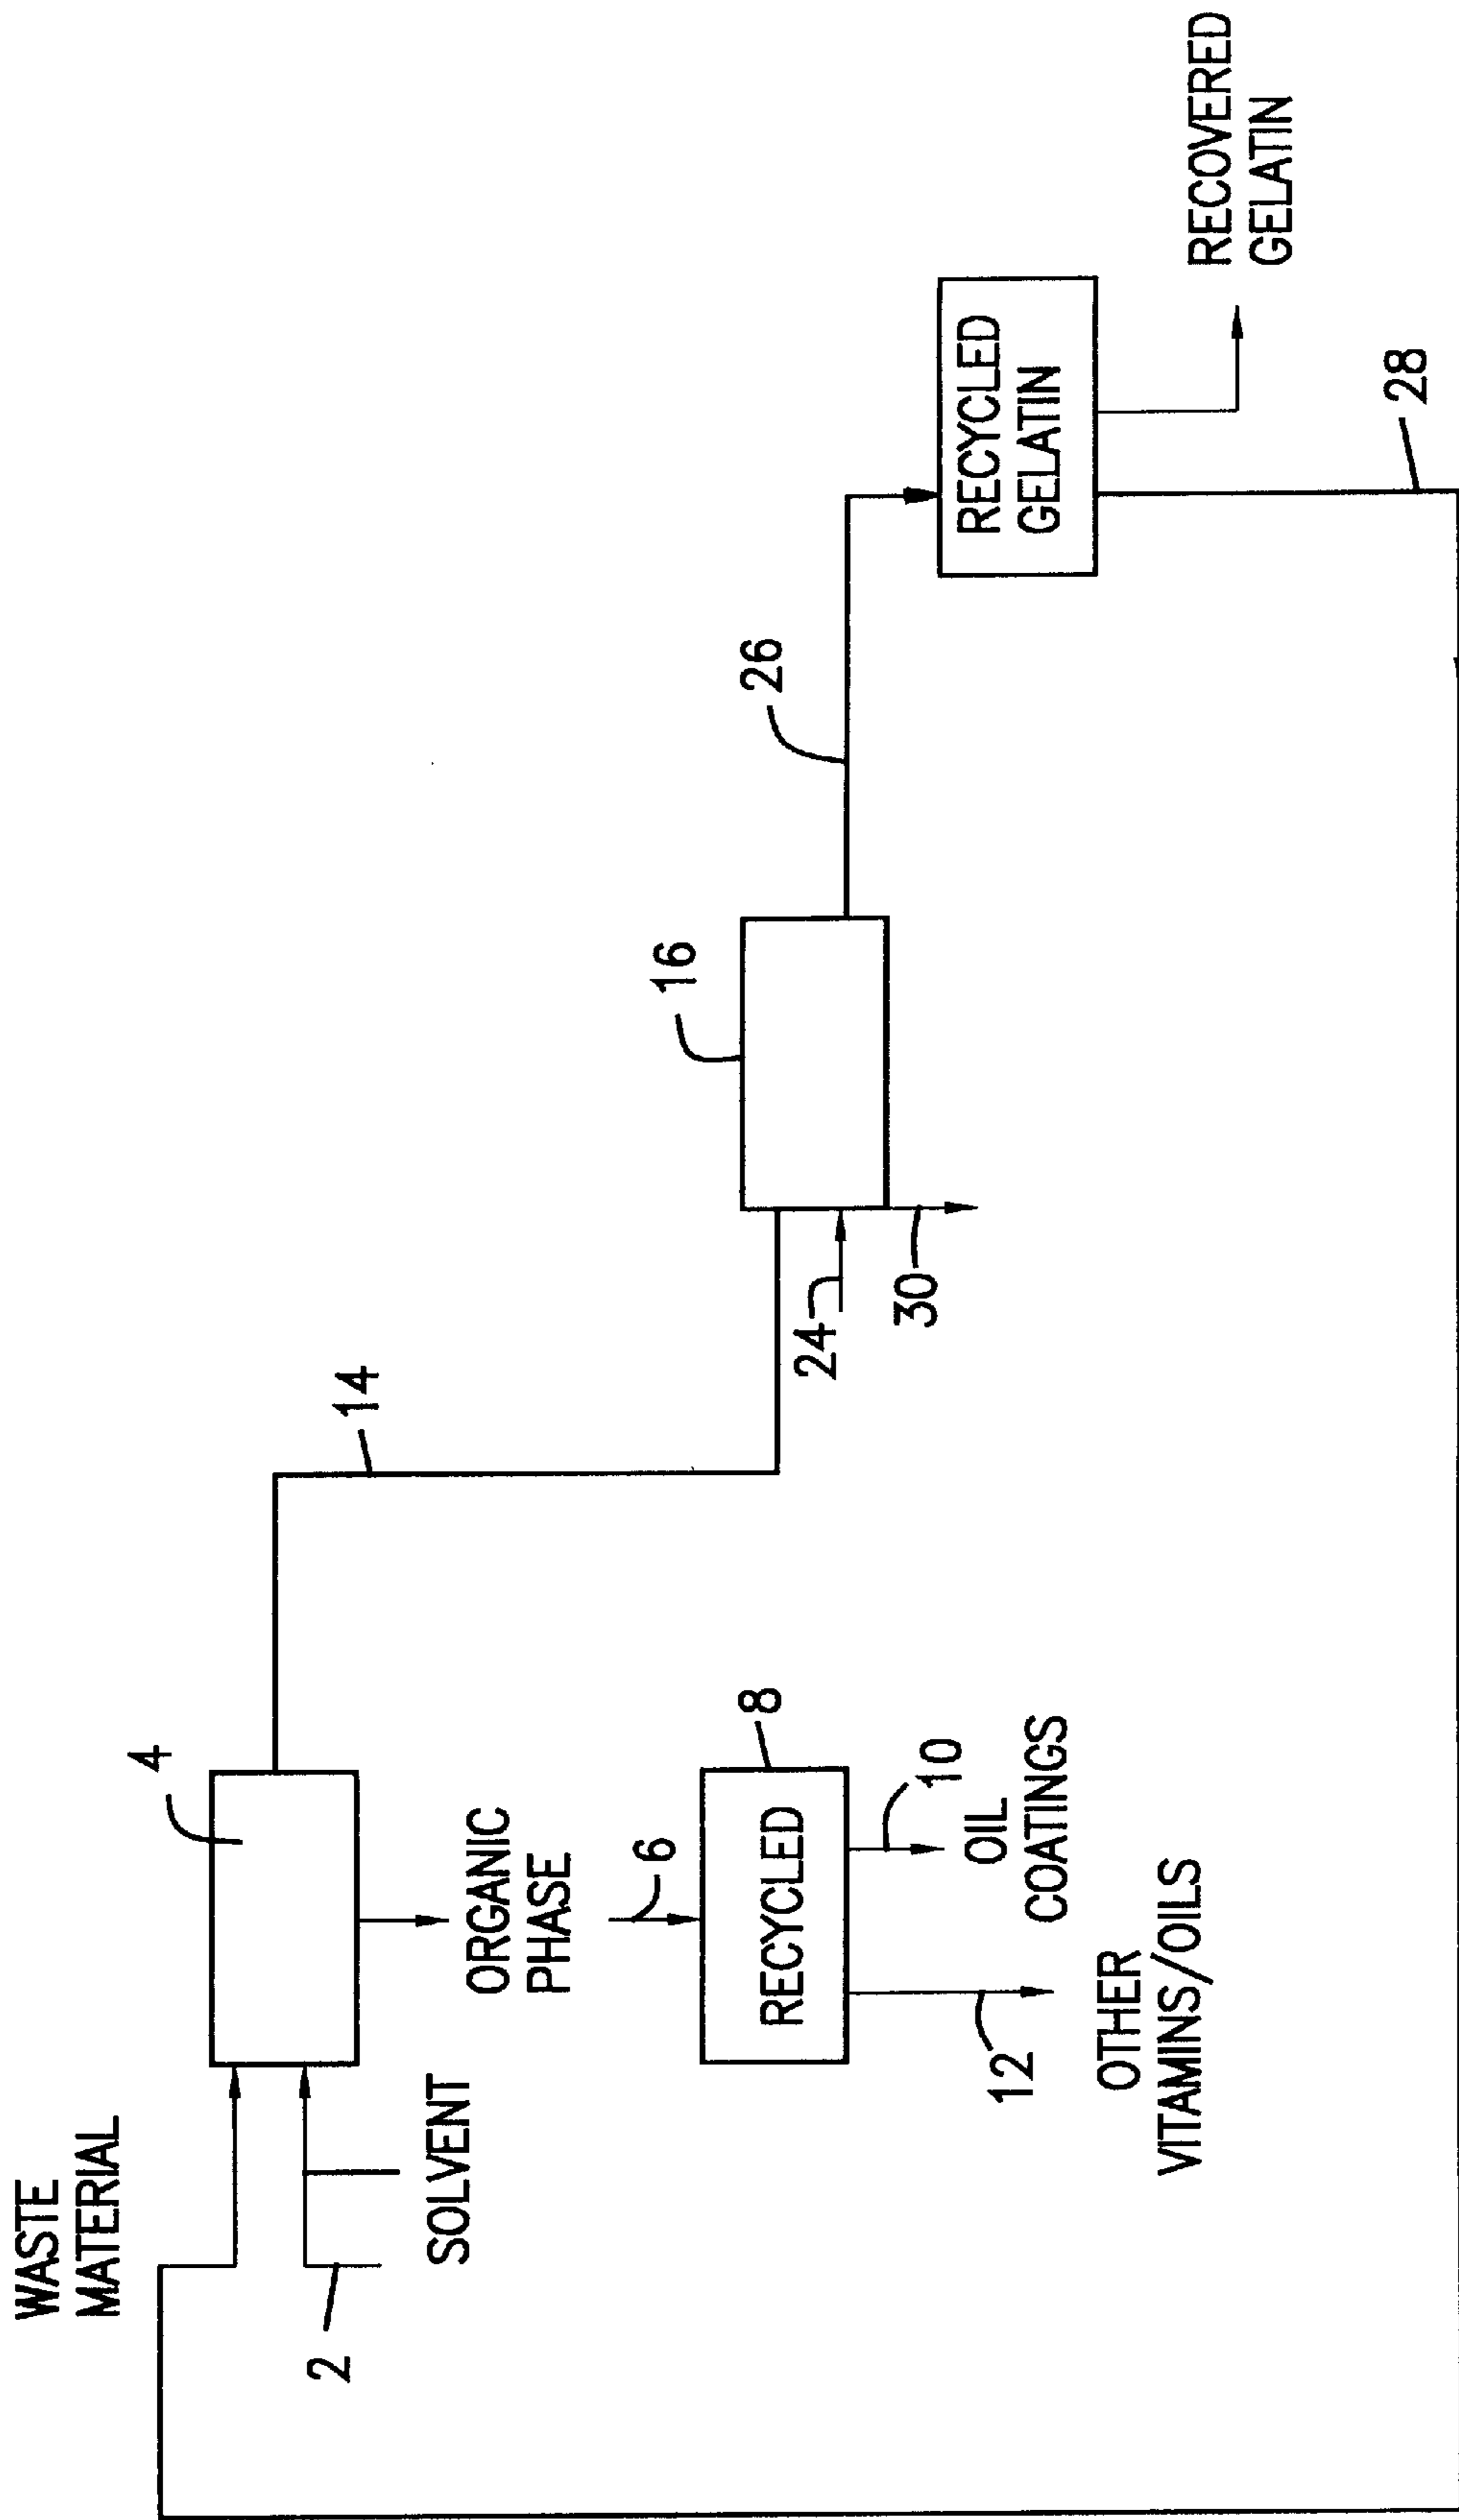 WASTE
MATERIAL
2
SOLVENT
4
14
ORGANIC
PHASE
6
8
RECYCLED
10
12
OIL
COATINGS
OTHER
VITAMINS/OILS
16
24
30
26
RECYCLED
GELATIN
RECOVERED
GELATIN
28